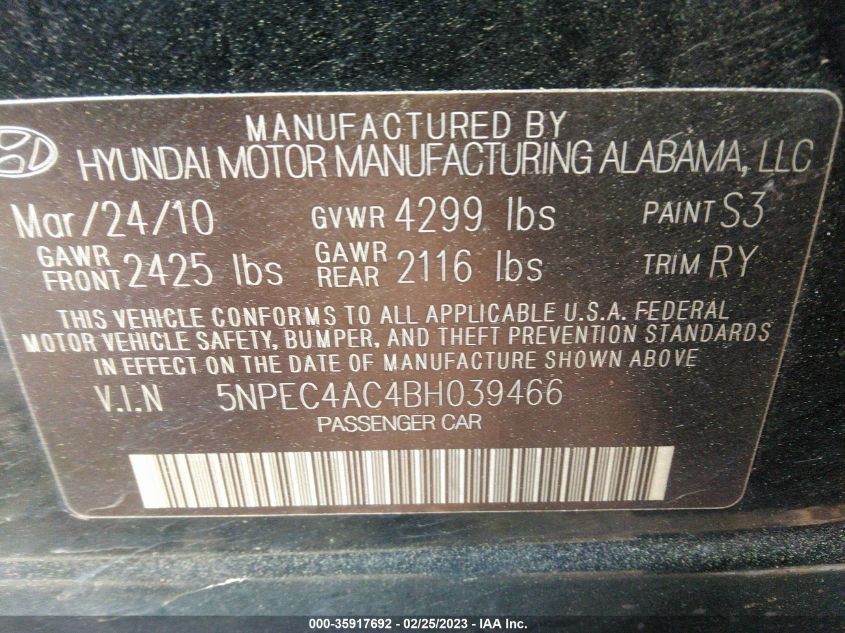 MANUFACTURED BY
HYUNDAI MOTOR MANUFACTURING ALABAMA, LLC
Mar/24/10 GVWR 4299 lbs PAINT S3
GAWR FRONT 2425 lbs GAWR REAR 2116 lbs TRIM RY
THIS VEHICLE CONFORMS TO ALL APPLICABLE U.S.A. FEDERAL
MOTOR VEHICLE SAFETY, BUMPER, AND THEFT PREVENTION STANDARDS
IN EFFECT ON THE DATE OF MANUFACTURE SHOWN ABOVE
V.I.N 5NPEC4AC4BH039466
PASSENGER CAR
000-35917692 - 02/25/2023 - IAA Inc.